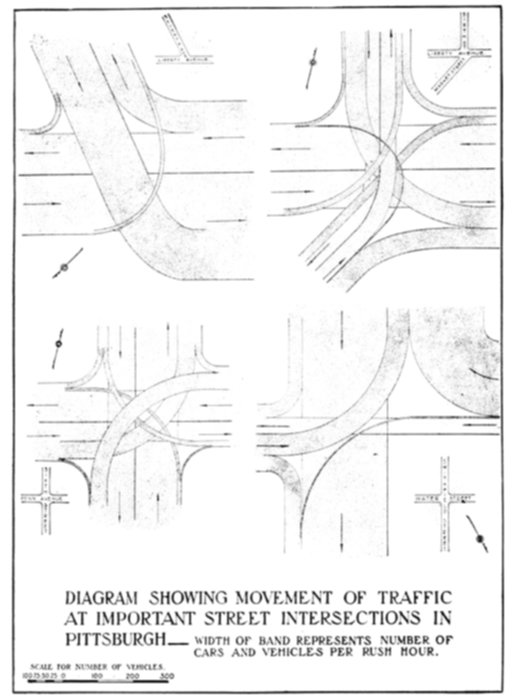 LIBERTY AVENUE
LIBERTY AVENUE
PENN AVENUE
WATER STREET
DIAGRAM SHOWING MOVEMENT OF TRAFFIC
AT IMPORTANT STREET INTERSECTIONS IN
PITTSBURGH — WIDTH OF BAND REPRESENTS NUMBER OF
CARS AND VEHICLES PER RUSH HOUR.
SCALE FOR NUMBER OF VEHICLES.
100 75 50 25 0 100 200 300